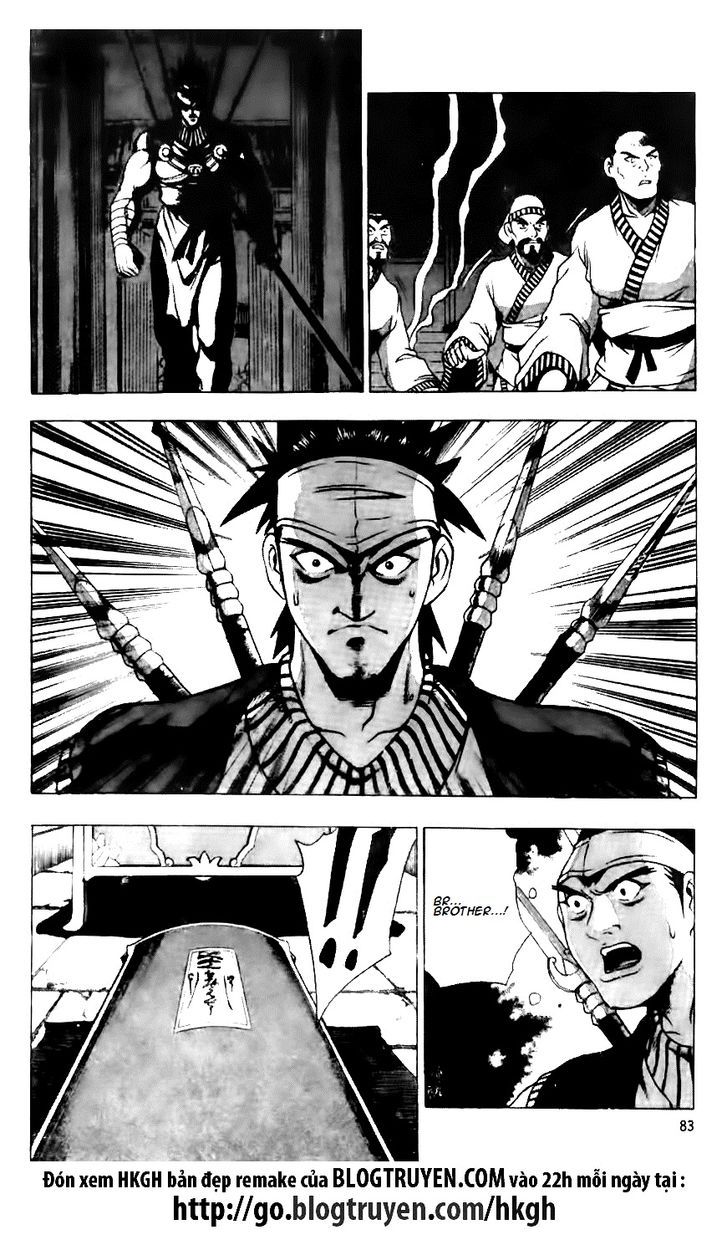 !!
BR...
BROTHER...!
83
Đón xem HKGH bản đẹp remake của BLOGTRUYEN.COM vào 22h mỗi ngày tại :
http://go.blogtruyen.com/hkgh